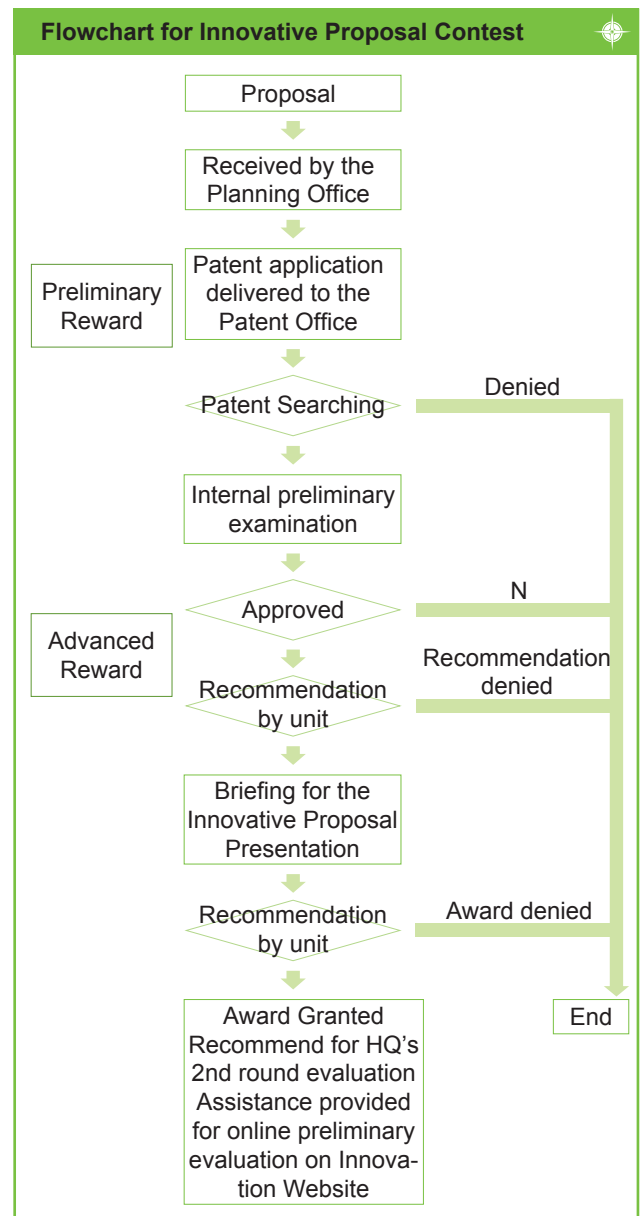 Flowchart for Innovative Proposal Contest
Proposal
Received by the
Planning Office
Preliminary
Reward
Patent application
delivered to the
Patent Office
Patent Searching
Denied
Internal preliminary
examination
Approved
N
Advanced
Reward
Recommendation
by unit
Recommendation
denied
Briefing for the
Innovative Proposal
Presentation
Recommendation
by unit
Award denied
Award Granted
Recommend for HQ's
2nd round evaluation
Assistance provided
for online preliminary
evaluation on Innova-
tion Website
End